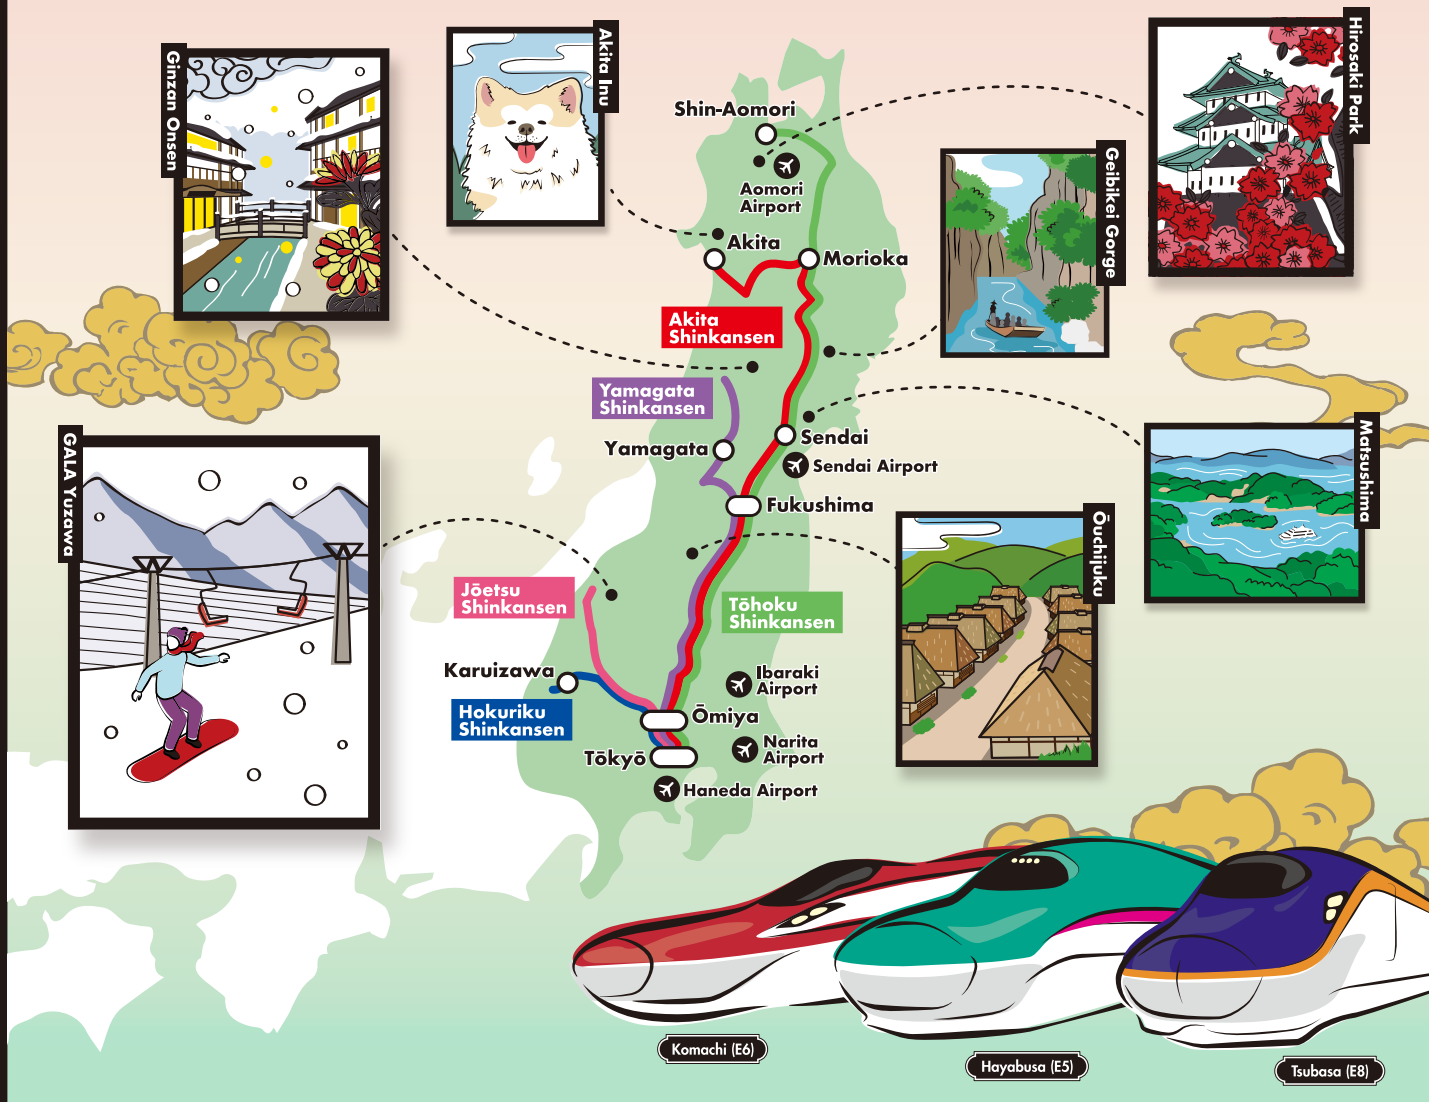 Ginzan Onsen
Akita Inu
Hirosaki Park
Geibikei Gorge
Shin-Aomori
Aomori
Airport
Akita
Morioka
Akita
Shinkansen
Yamagata
Shinkansen
Yamagata
Sendai
Sendai Airport
Fukushima
Matsushima
GALA Yuzawa
Ōuchijuku
Jōetsu
Shinkansen
Tōhoku
Shinkansen
Karuizawa
Ibaraki
Airport
Hokuriku
Shinkansen
Ōmiya
Tōkyō
Narita
Airport
Haneda Airport
Komachi (E6)
Hayabusa (E5)
Tsubasa (E8)